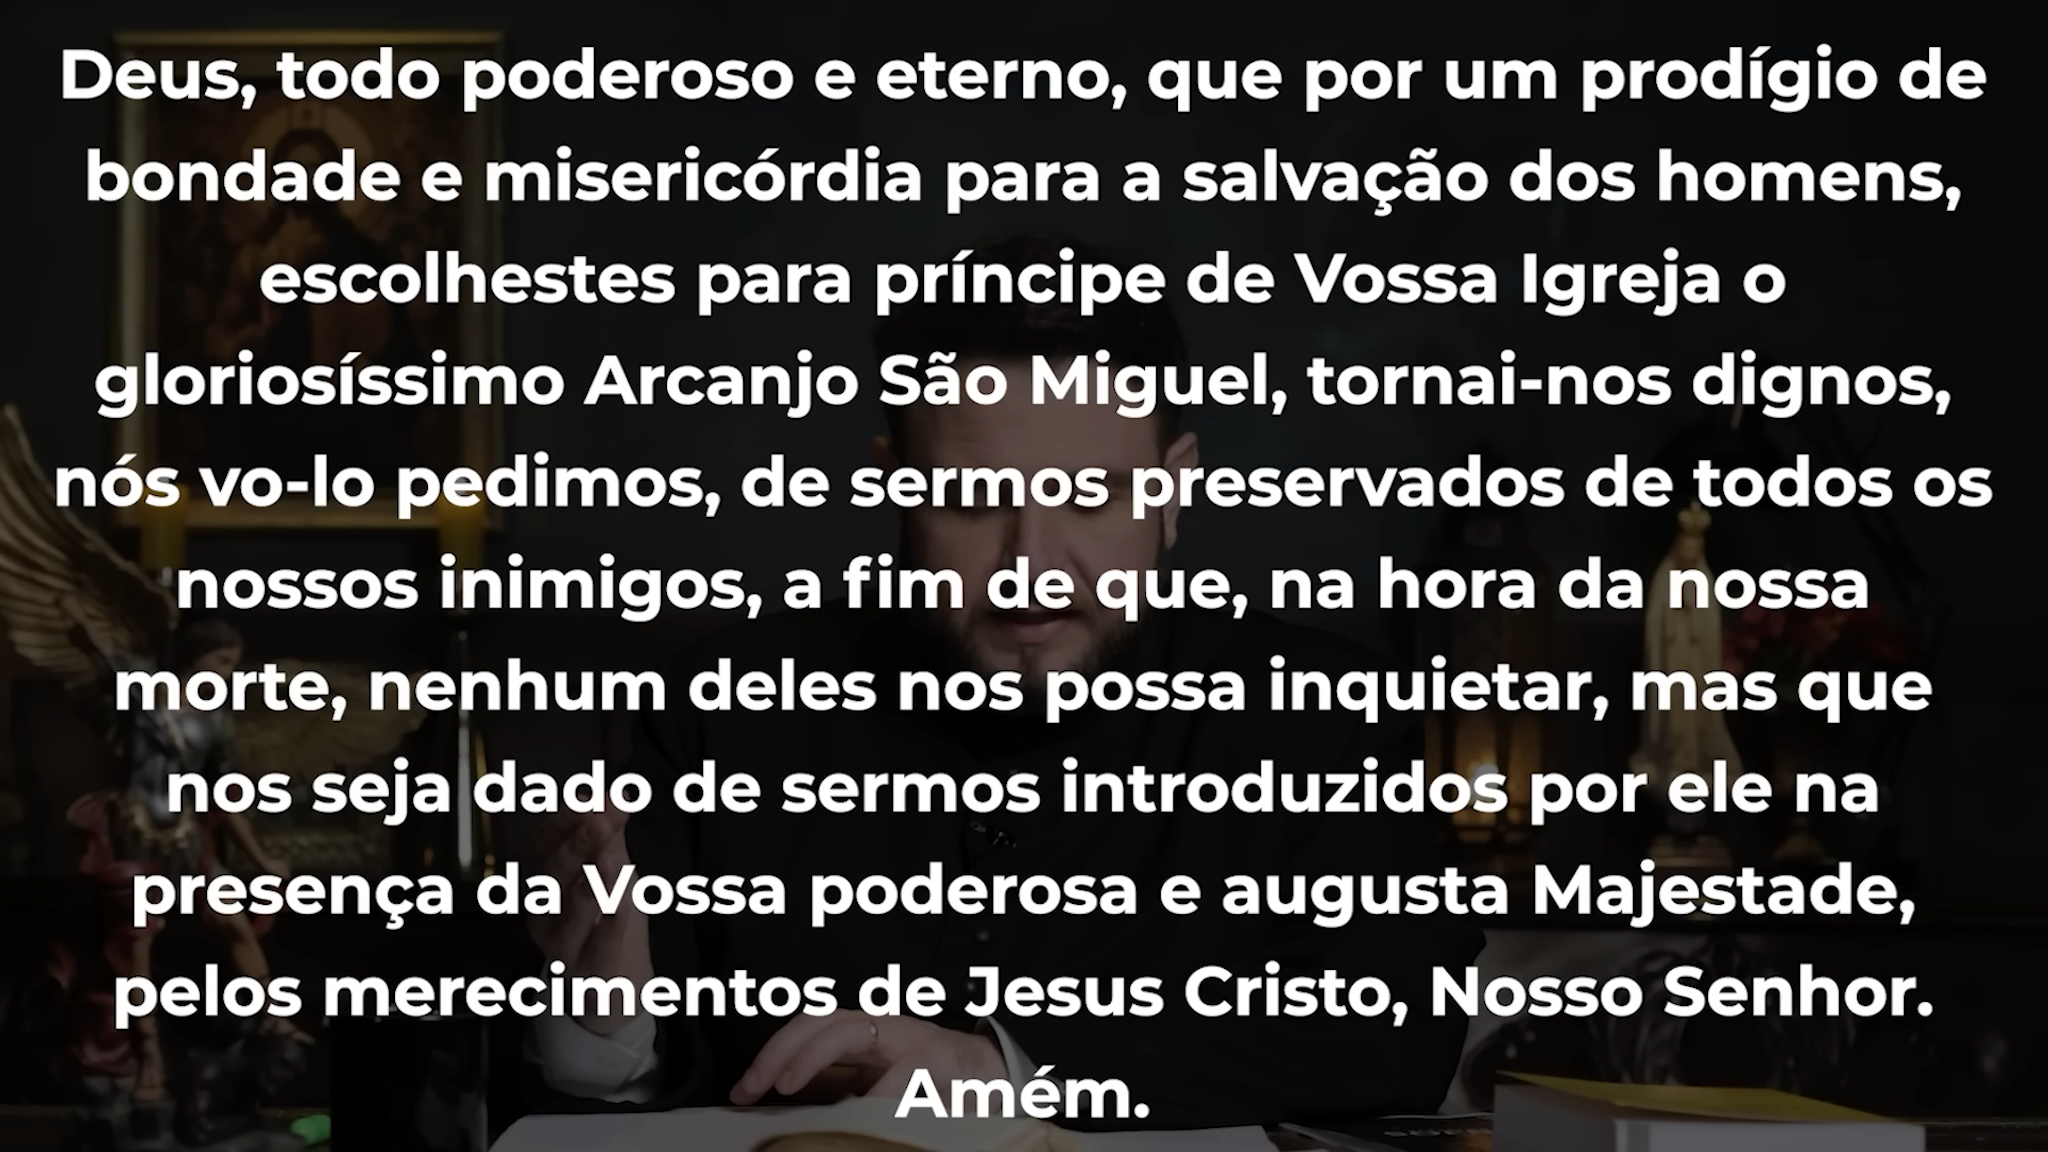 Deus, todo poderoso e eterno, que por um prodígio de
bondade e misericórdia para a salvação dos homens,
escolhestes para príncipe de Vossa Igreja o
gloriosíssimo Arcanjo São Miguel, tornai-nos dignos,
nós vo-lo pedimos, de sermos preservados de todos os
nossos inimigos, a fim de que, na hora da nossa
morte, nenhum deles nos possa inquietar, mas que
nos seja dado de sermos introduzidos por ele na
presença da Vossa poderosa e augusta Majestade,
pelos merecimentos de Jesus Cristo, Nosso Senhor.
Amém.